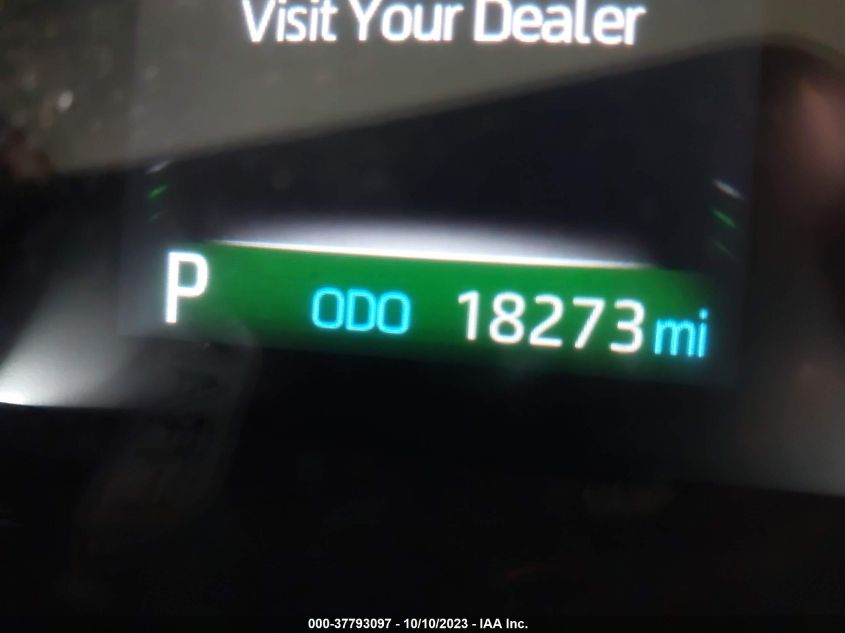 Visit Your Dealer
P ODO 18273 mi
000-37793097 - 10/10/2023 - IAA Inc.